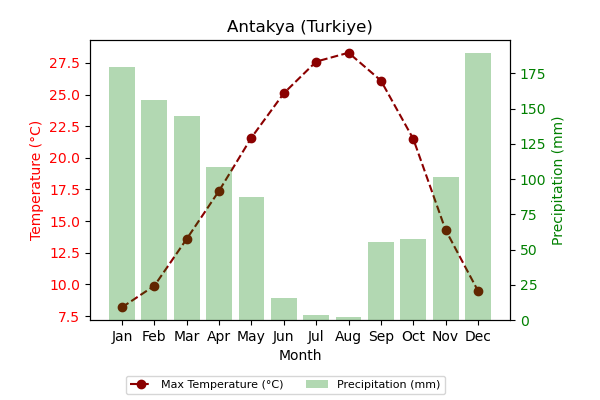 Antakya (Turkiye)
Temperature (°C)
27.5
25.0
22.5
20.0
17.5
15.0
12.5
10.0
7.5
Precipitation (mm)
175
150
125
100
75
50
25
0
Jan Feb Mar Apr May Jun Jul Aug Sep Oct Nov Dec
Month
Max Temperature (°C) Precipitation (mm)